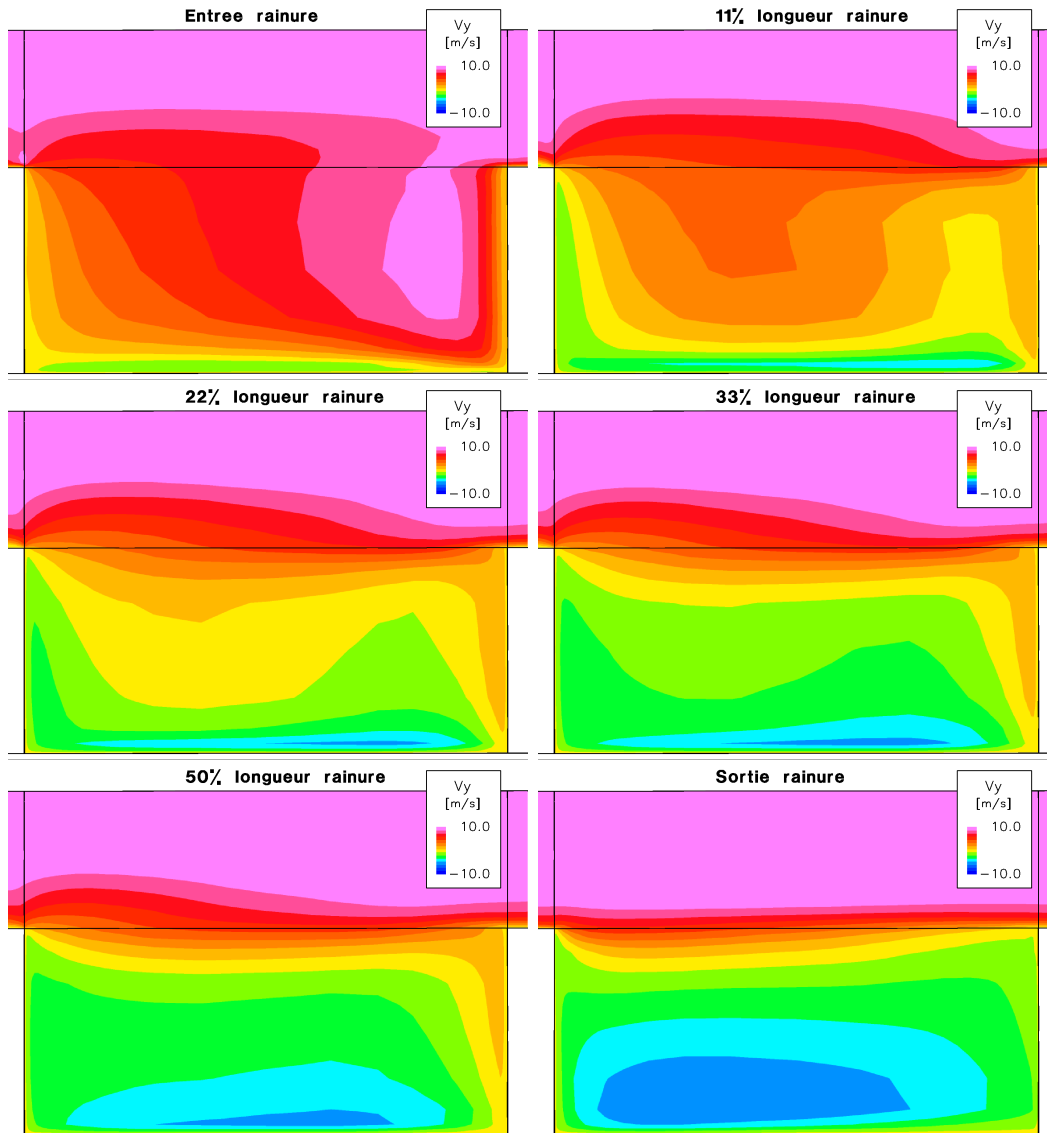 Entree rainure
Vy
[m/s]
10.0
-10.0
11% longueur rainure
Vy
[m/s]
10.0
-10.0
22% longueur rainure
Vy
[m/s]
10.0
-10.0
33% longueur rainure
Vy
[m/s]
10.0
-10.0
50% longueur rainure
Vy
[m/s]
10.0
-10.0
Sortie rainure
Vy
[m/s]
10.0
-10.0